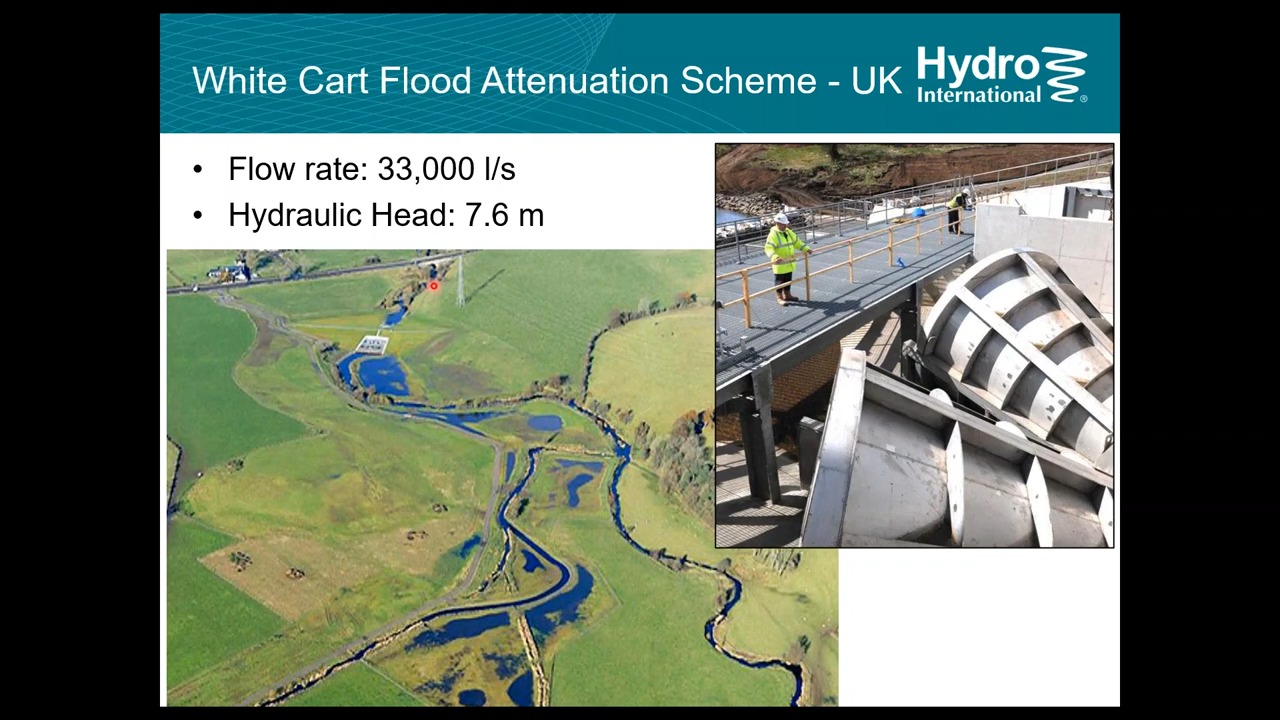 White Cart Flood Attenuation Scheme - UK
Hydro
International
®
• Flow rate: 33,000 l/s
• Hydraulic Head: 7.6 m